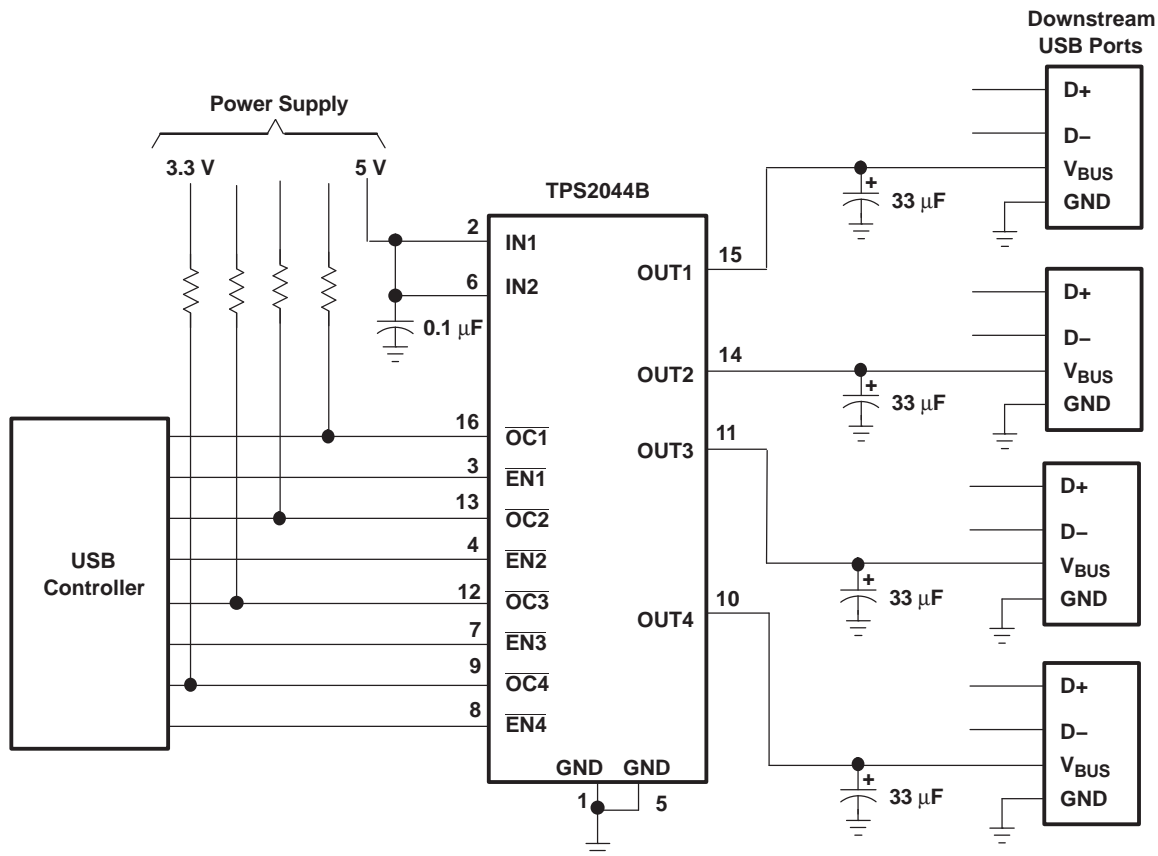 Downstream
USB Ports
Power Supply
3.3 V
5 V
TPS2044B
2
IN1
6
IN2
0.1 μF
16
OC1
3
EN1
13
OC2
4
EN2
12
OC3
7
EN3
9
OC4
8
EN4
USB
Controller
GND GND
1
5
OUT1
15
OUT2
14
OUT3
11
OUT4
10
+
33 μF
D+
D–
VBUS
GND
+
33 μF
D+
D–
VBUS
GND
+
33 μF
D+
D–
VBUS
GND
+
33 μF
D+
D–
VBUS
GND